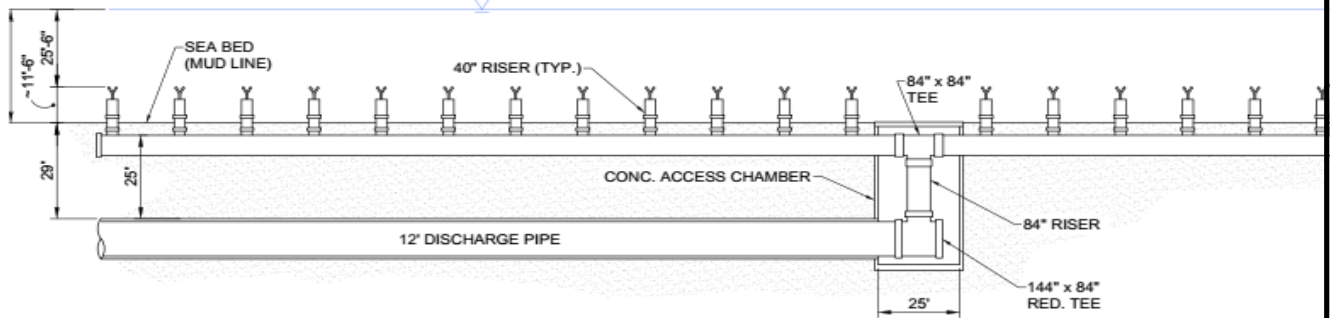 25'-6"
~11'-6"
SEA BED
(MUD LINE)
40" RISER (TYP.)
84" x 84"
TEE
29'
25'
CONC. ACCESS CHAMBER
84" RISER
12' DISCHARGE PIPE
144" x 84"
RED. TEE
25'